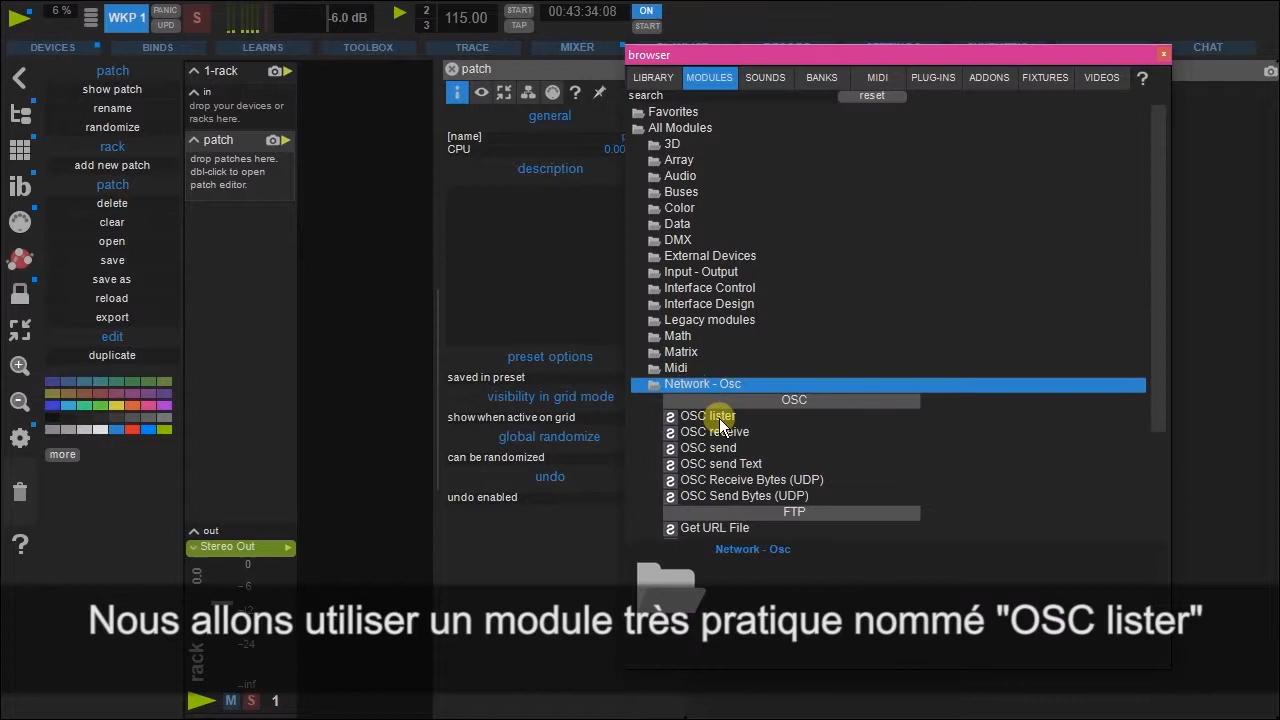 6 %
WKP 1
PANIC
UPD
S
-6.0 dB
2
3
115.00
START
TAP
00:43:34:08
ON
START
DEVICES
BINDS
LEARNS
TOOLBOX
TRACE
MIXER
CHAT
patch
show patch
rename
randomize
rack
add new patch
patch
delete
clear
open
save
save as
reload
export
edit
duplicate
more
1-rack
in
drop your devices or
racks here.
patch
drop patches here.
dbl-click to open
patch editor.
out
Stereo Out
0
-6
-24
-inf
0.0
rack
M S 1
patch
general
[name]
CPU 0.00
description
preset options
saved in preset
visibility in grid mode
show when active on grid
global randomize
can be randomized
undo
undo enabled
browser
x
LIBRARY MODULES SOUNDS BANKS MIDI PLUG-INS ADDONS FIXTURES VIDEOS ?
search reset
Favorites
All Modules
3D
Array
Audio
Buses
Color
Data
DMX
External Devices
Input - Output
Interface Control
Interface Design
Legacy modules
Math
Matrix
Midi
Network - Osc
OSC
OSC lister
OSC receive
OSC send
OSC send Text
OSC Receive Bytes (UDP)
OSC Send Bytes (UDP)
FTP
Get URL File
Network - Osc
Nous allons utiliser un module très pratique nommé "OSC lister"